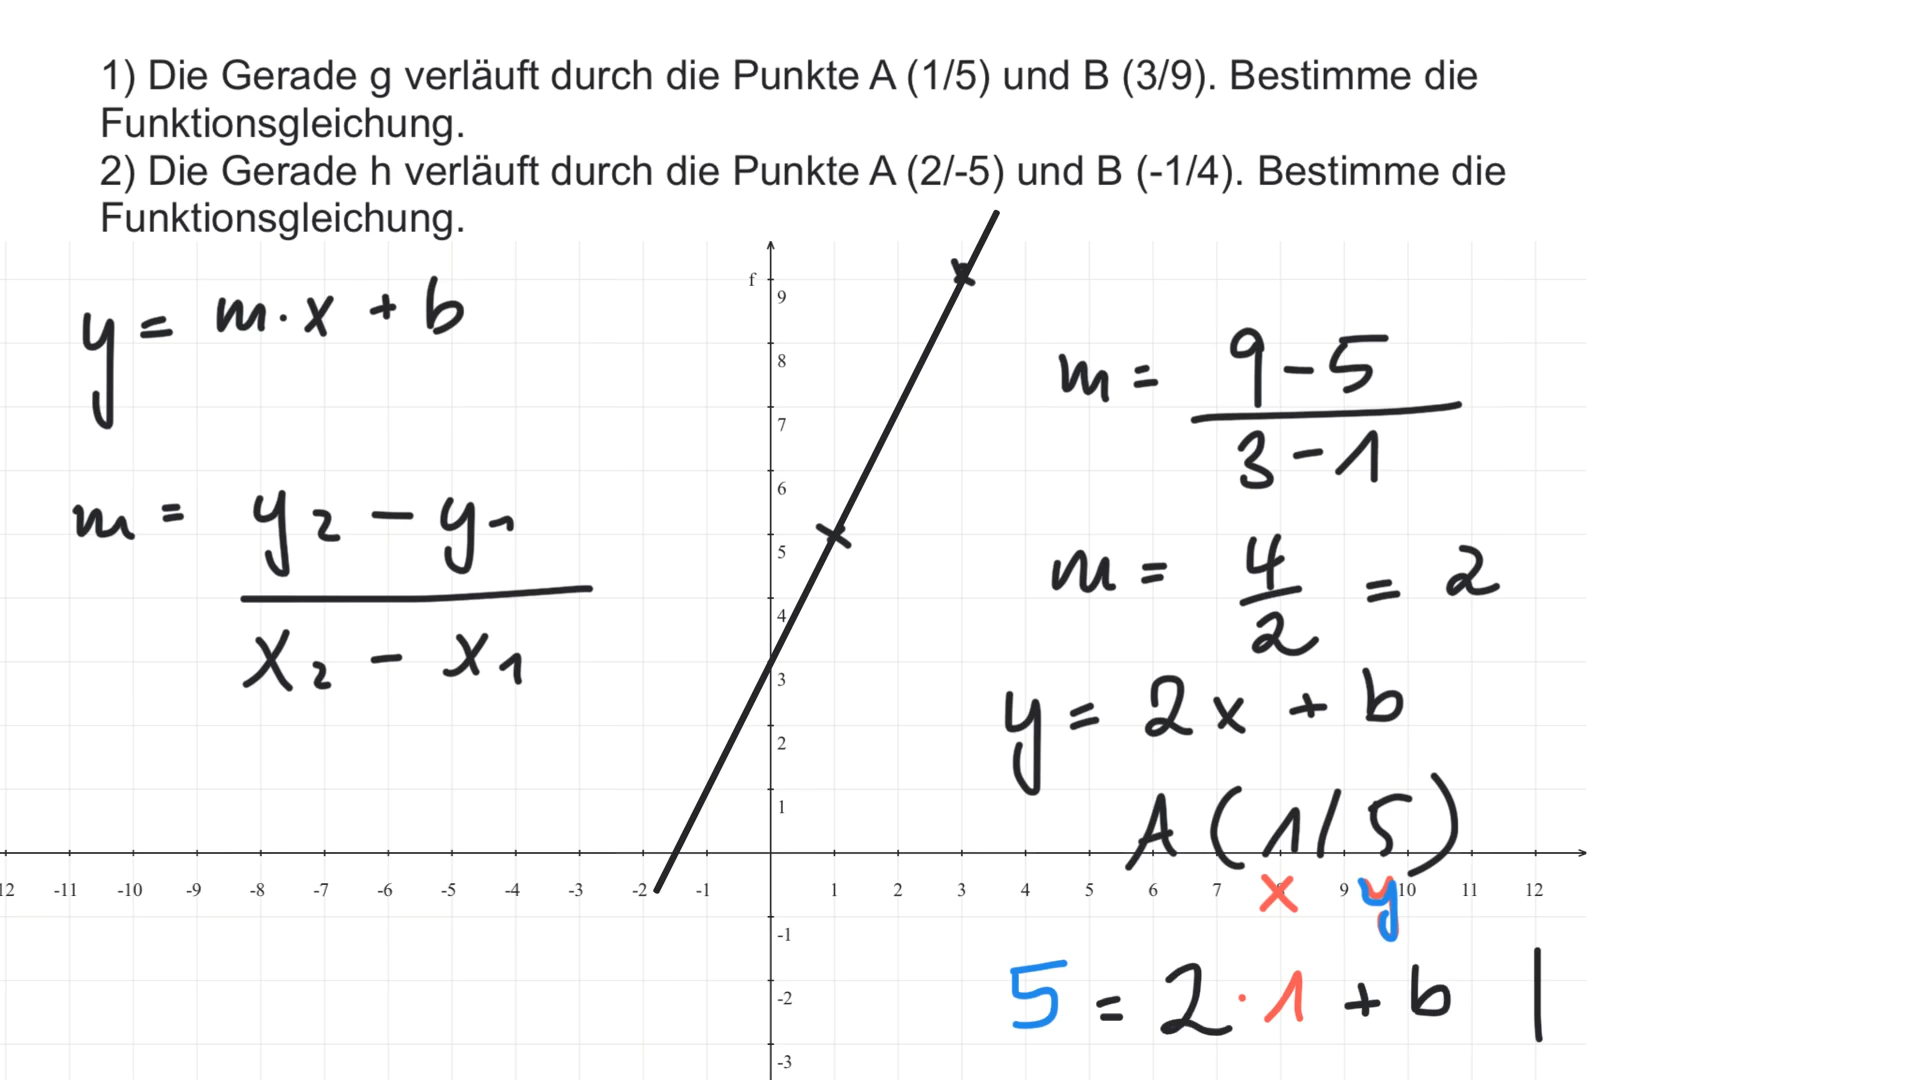 1) Die Gerade g verläuft durch die Punkte A (1/5) und B (3/9). Bestimme die
Funktionsgleichung.
2) Die Gerade h verläuft durch die Punkte A (2/-5) und B (-1/4). Bestimme die
Funktionsgleichung.
y = m·x + b
m = y₂ - y₁
x₂ - x₁
f
9
8
7
6
5
4
3
2
1
-1
-2
-3
12 -11 -10 -9 -8 -7 -6 -5 -4 -3 -2 -1 1 2 3 4 5 6 7 8 9 10 11 12
m = 9 - 5
3 - 1
m = 4/2 = 2
y = 2x + b
A (1/5)
x y
5 = 2·1 + b |